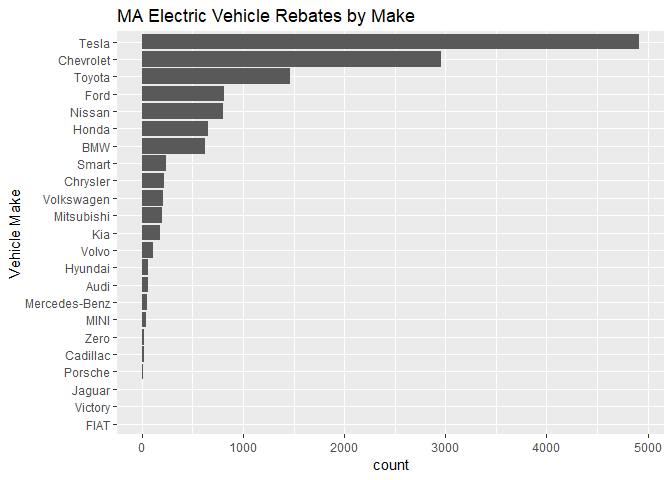 MA Electric Vehicle Rebates by Make
Vehicle Make
Tesla
Chevrolet
Toyota
Ford
Nissan
Honda
BMW
Smart
Chrysler
Volkswagen
Mitsubishi
Kia
Volvo
Hyundai
Audi
Mercedes-Benz
MINI
Zero
Cadillac
Porsche
Jaguar
Victory
FIAT
0 1000 2000 3000 4000 5000
count